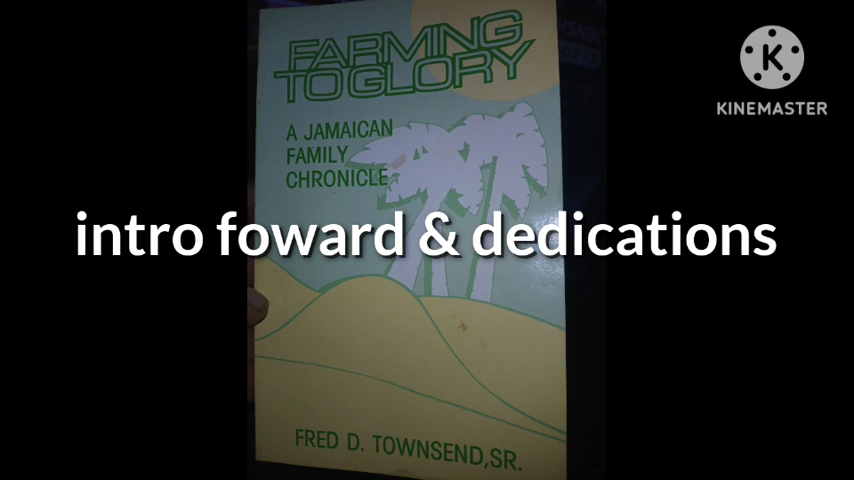 FARMING
TO GLORY
A JAMAICAN
FAMILY
CHRONICLE
intro foward & dedications
FRED D. TOWNSEND,SR.
KINEMASTER